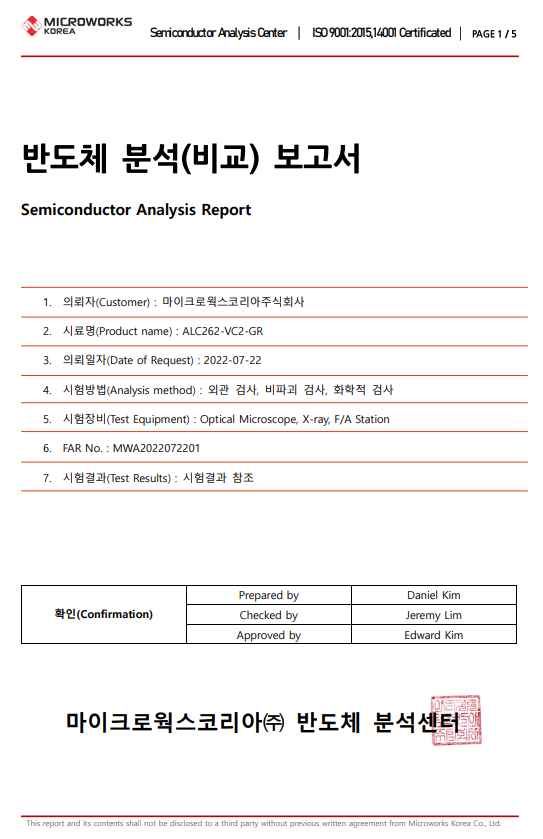 MICROWORKS
KOREA
Semiconductor Analysis Center | ISO 9001:2015,14001 Certificated | PAGE 1 / 5
반도체 분석(비교) 보고서
Semiconductor Analysis Report
1. 의뢰자(Customer) : 마이크로웍스코리아주식회사
2. 시료명(Product name) : ALC262-VC2-GR
3. 의뢰일자(Date of Request) : 2022-07-22
4. 시험방법(Analysis method) : 외관 검사, 비파괴 검사, 화학적 검사
5. 시험장비(Test Equipment) : Optical Microscope, X-ray, F/A Station
6. FAR No. : MWA2022072201
7. 시험결과(Test Results) : 시험결과 참조
확인(Confirmation)
Prepared by Daniel Kim
Checked by Jeremy Lim
Approved by Edward Kim
마이크로웍스코리아㈜ 반도체 분석센터
This report and its contents shall not be disclosed to a third party without previous written agreement from Microworks Korea Co., Ltd.